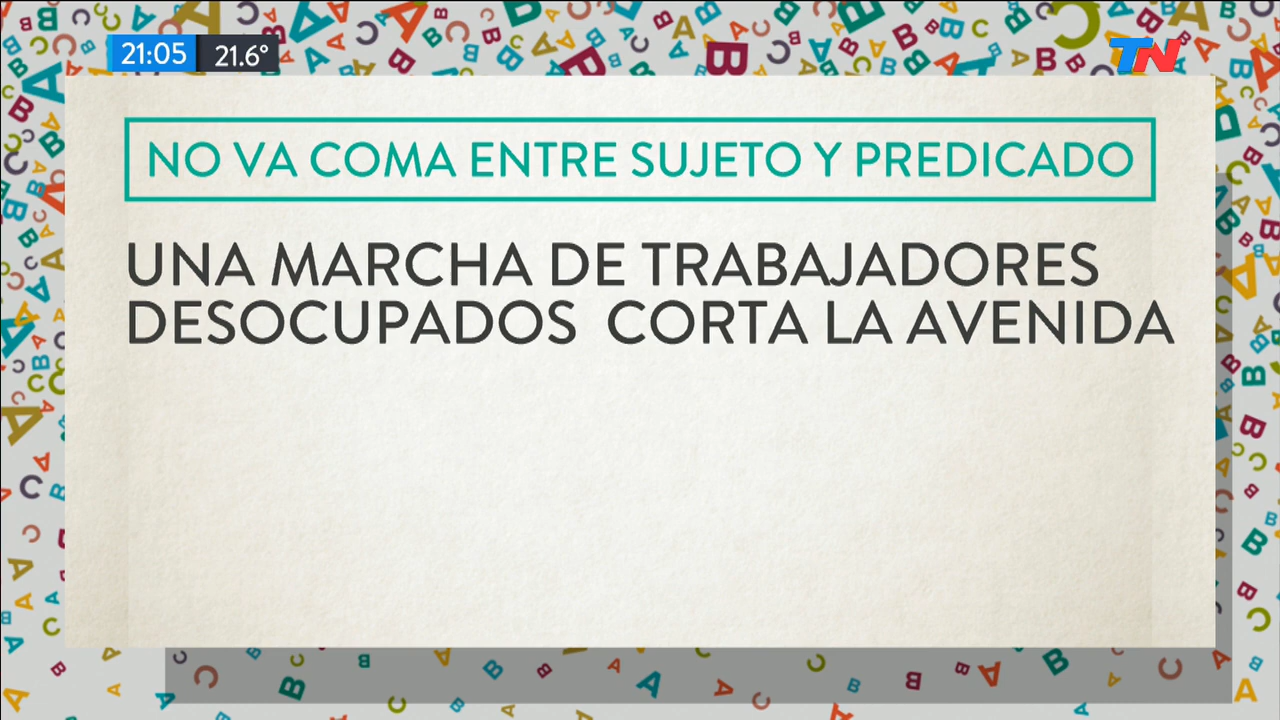 21:05 21.6°
TN
NO VA COMA ENTRE SUJETO Y PREDICADO
UNA MARCHA DE TRABAJADORES
DESOCUPADOS CORTA LA AVENIDA